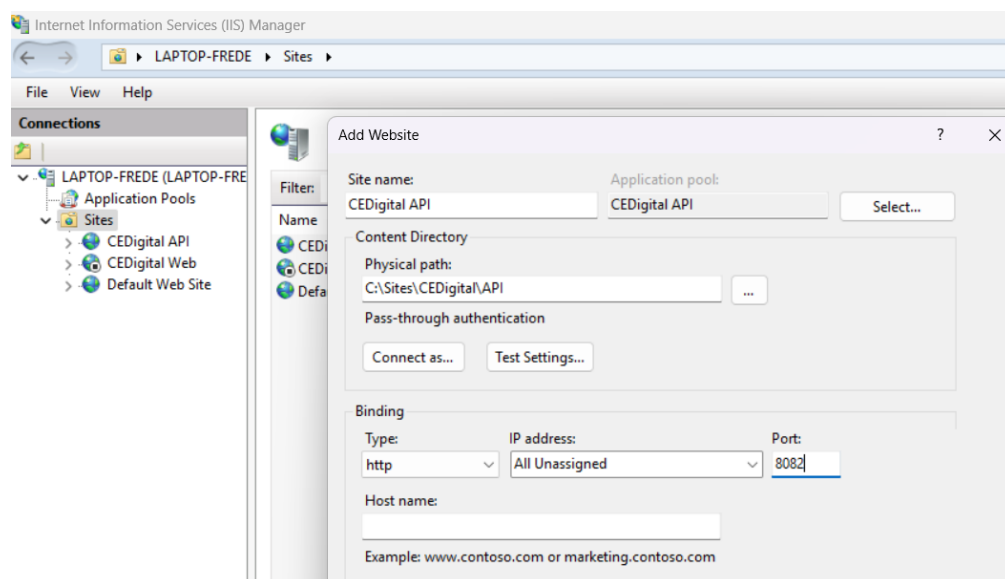 Internet Information Services (IIS) Manager
LAPTOP-FREDE Sites
File View Help
Connections
LAPTOP-FREDE (LAPTOP-FRE
Application Pools
Sites
CEDigital API
CEDigital Web
Default Web Site
Filter:
Name
CEDi
CEDi
Defa
Add Website
?
Site name:
Application pool:
CEDigital API
CEDigital API
Select...
Content Directory
Physical path:
C:\Sites\CEDigital\API
...
Pass-through authentication
Connect as...
Test Settings...
Binding
Type:
IP address:
Port:
http
All Unassigned
8082
Host name:
Example: www.contoso.com or marketing.contoso.com